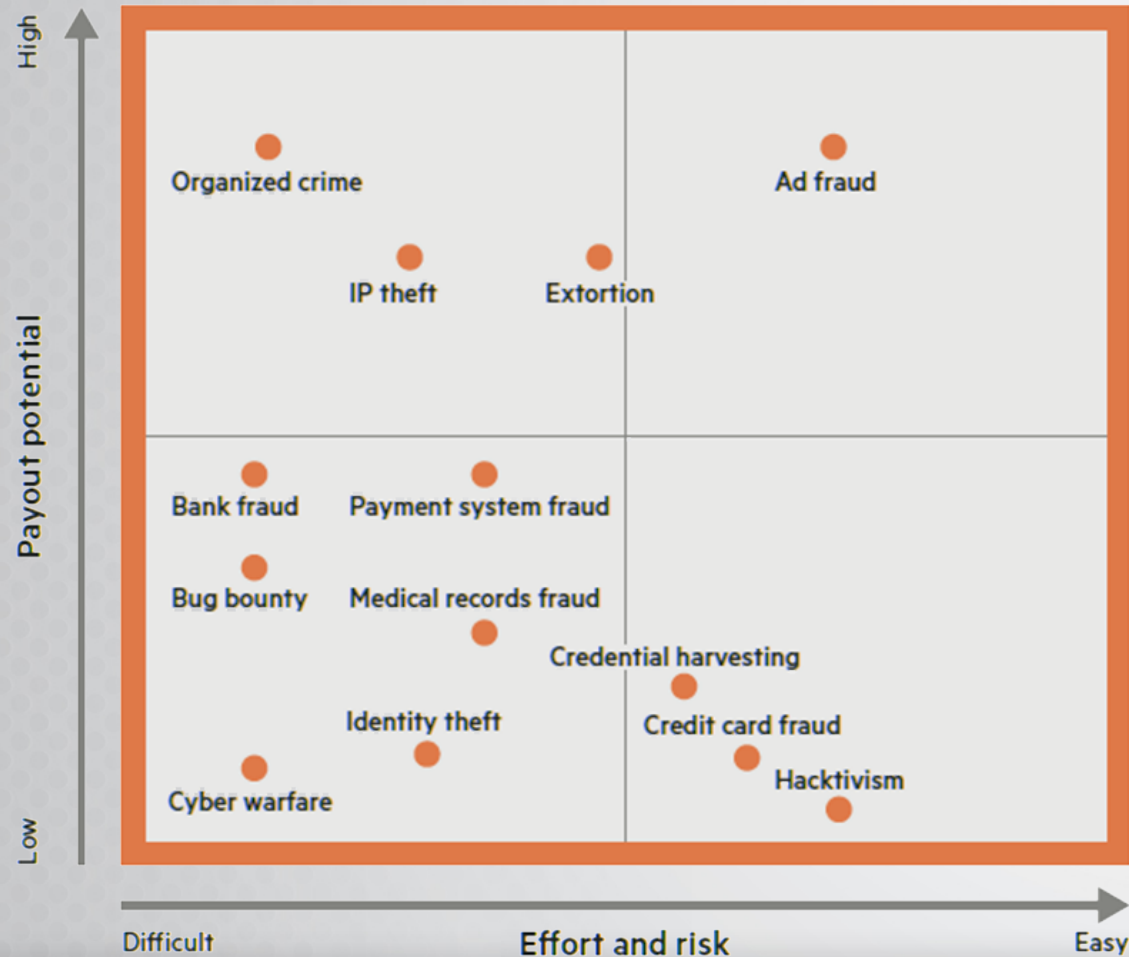 High
Organized crime
Ad fraud
IP theft
Extortion
Payout potential
Bank fraud
Payment system fraud
Bug bounty
Medical records fraud
Credential harvesting
Identity theft
Credit card fraud
Hacktivism
Cyber warfare
Low
Difficult
Effort and risk
Easy